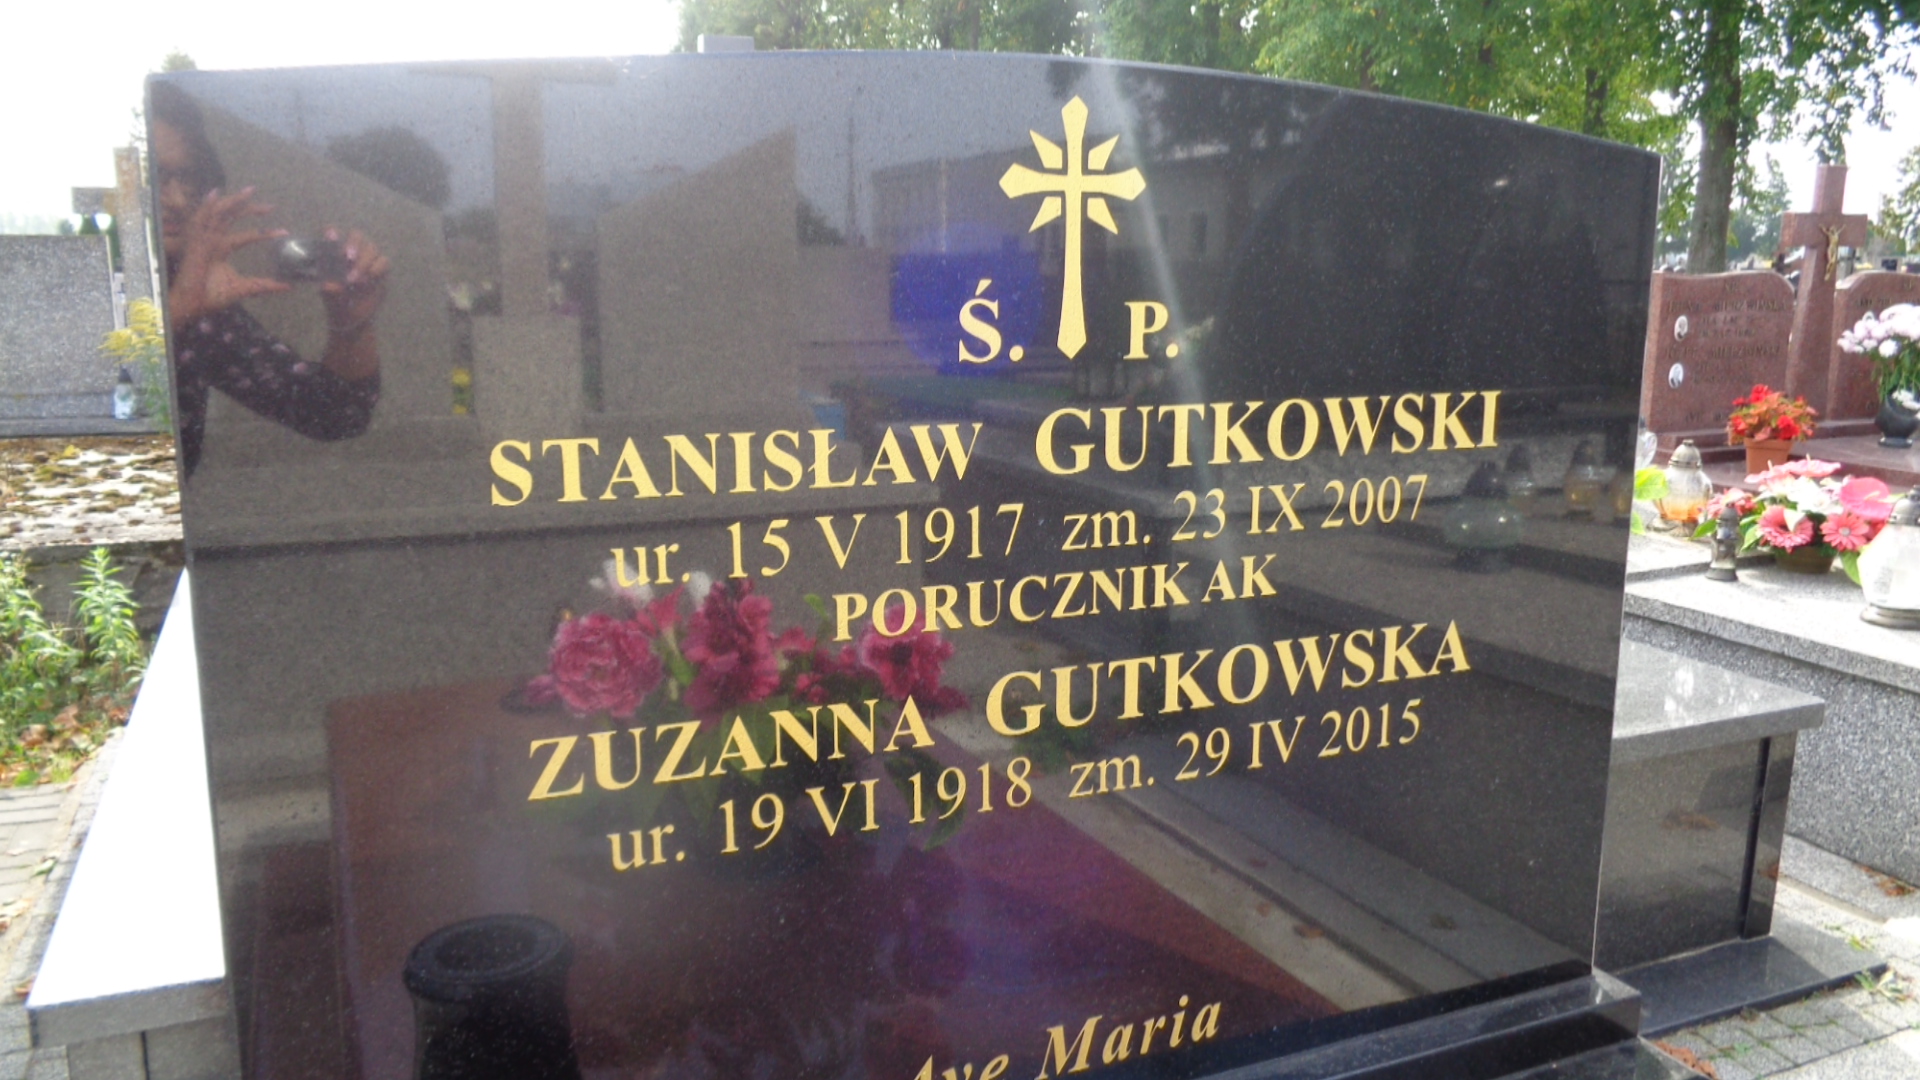 Ś. P.
STANISŁAW GUTKOWSKI
ur. 15 V 1917 zm. 23 IX 2007
PORUCZNIK AK
ZUZANNA GUTKOWSKA
ur. 19 VI 1918 zm. 29 IV 2015
Ave Maria